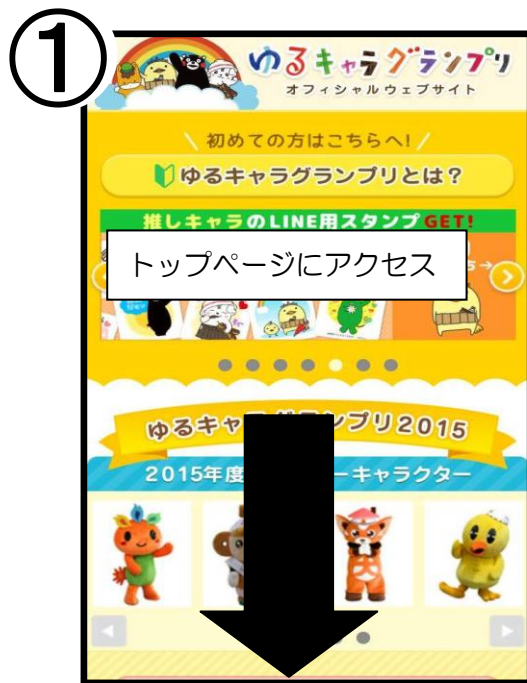 ①
ゆるキャラグランプリ
オフィシャルウェブサイト
初めての方はこちらへ!
ゆるキャラグランプリとは?
推しキャラのLINE用スタンプGET!
トップページにアクセス
ゆるキャ ンプリ2015
2015年度 ーキャラクター